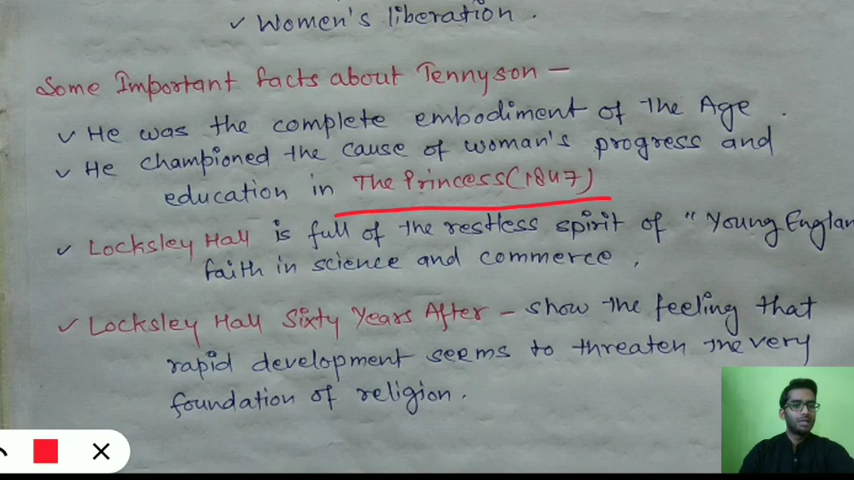 ✓ Women's liberation.
Some Important facts about Tennyson —
✓ He was the complete embodiment of the Age.
✓ He championed the cause of woman's progress and
education in The Princess (1847)
✓ Locksley Hall is full of the restless spirit of "Young Englan
faith in science and commerce,
✓ Locksley Hall Sixty Years After - show the feeling that
rapid development seems to threaten the very
foundation of religion.